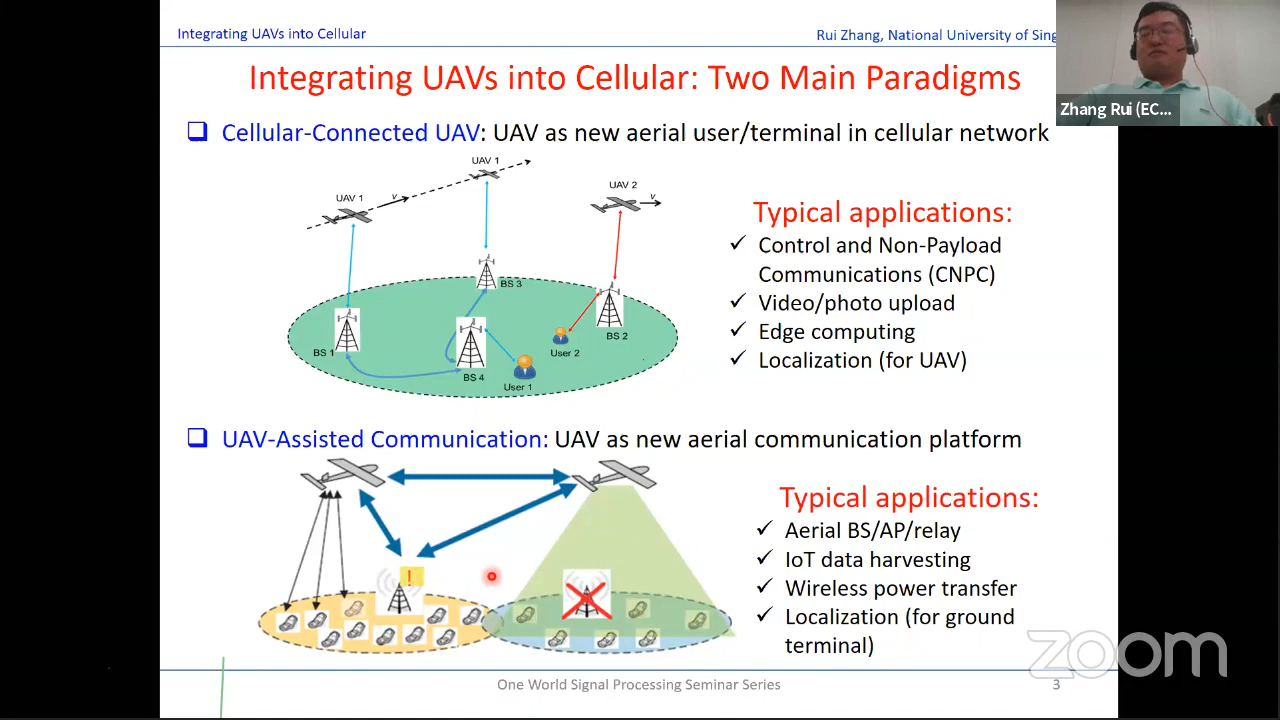 Integrating UAVs into Cellular
Rui Zhang, National University of Sing
Zhang Rui (EC...
Integrating UAVs into Cellular: Two Main Paradigms
Cellular-Connected UAV: UAV as new aerial user/terminal in cellular network
UAV 1
UAV 1
UAV 2
v
v
BS 3
BS 1
BS 4
BS 2
User 2
User 1
Typical applications:
Control and Non-Payload
Communications (CNPC)
Video/photo upload
Edge computing
Localization (for UAV)
UAV-Assisted Communication: UAV as new aerial communication platform
!
Typical applications:
Aerial BS/AP/relay
IoT data harvesting
Wireless power transfer
Localization (for ground
terminal)
zoom
One World Signal Processing Seminar Series
3